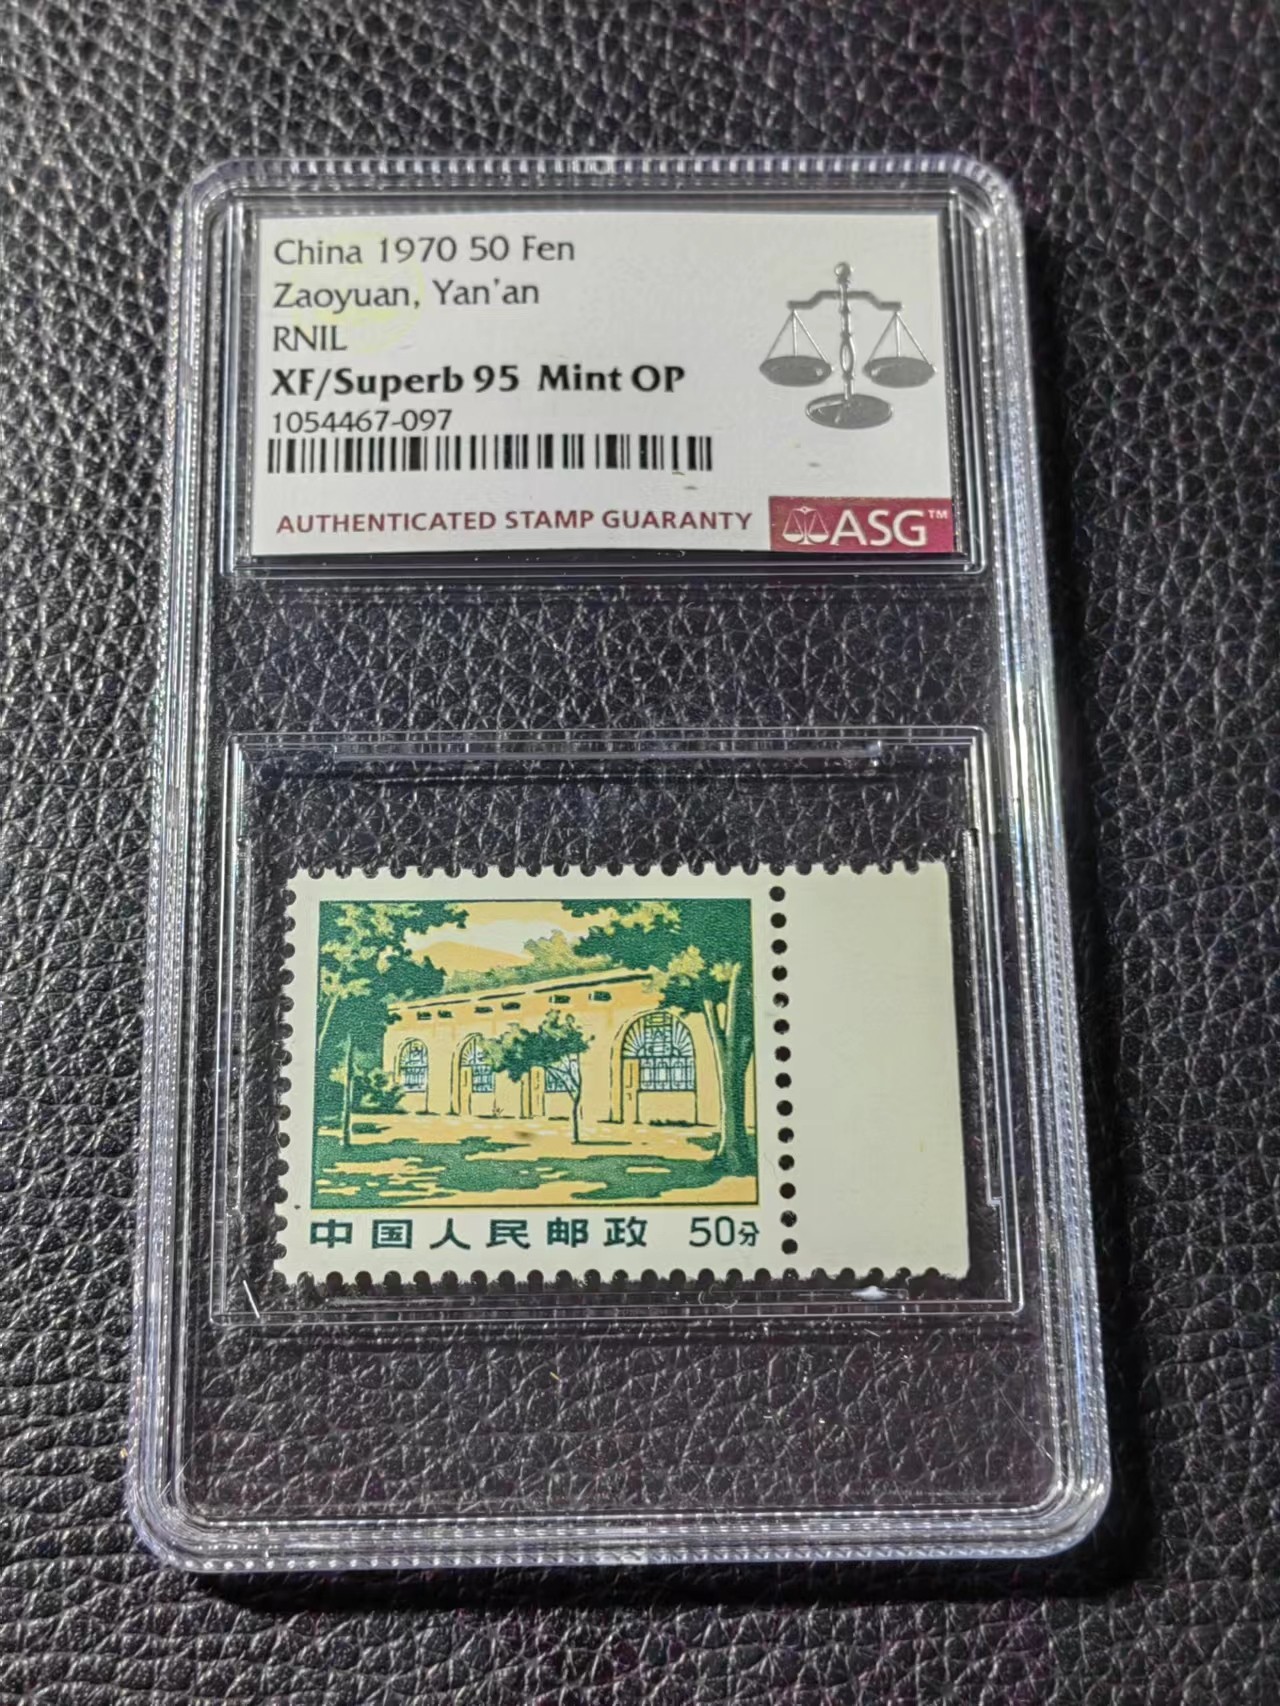 China 1970 50 Fen
Zaoyuan, Yan'an
RNIL
XF/Superb 95 Mint OP
1054467-097
AUTHENTICATED STAMP GUARANTY
ASG™
中国人民邮政 50分